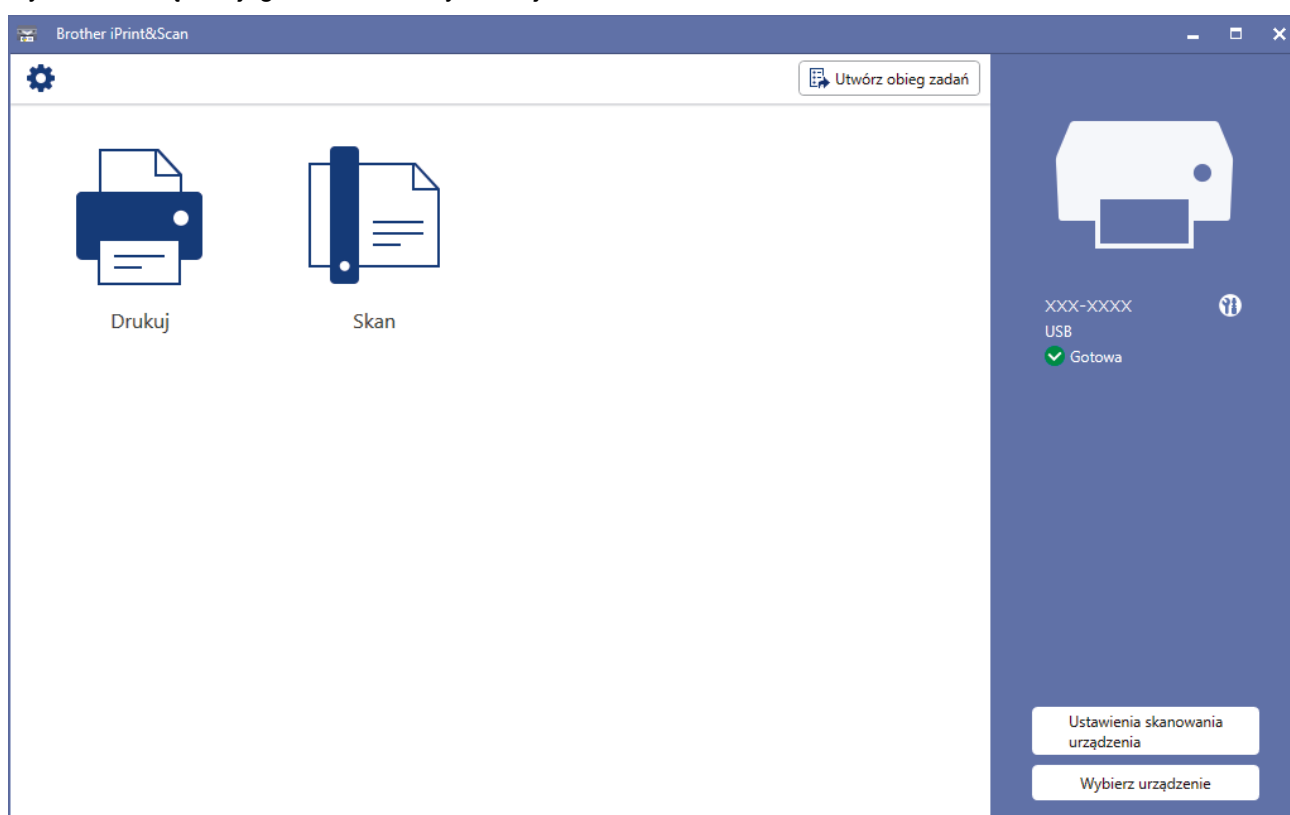 Brother iPrint&Scan
Utwórz obieg zadań
Drukuj
Skan
XXX-XXXX
USB
Gotowa
Ustawienia skanowania
urządzenia
Wybierz urządzenie